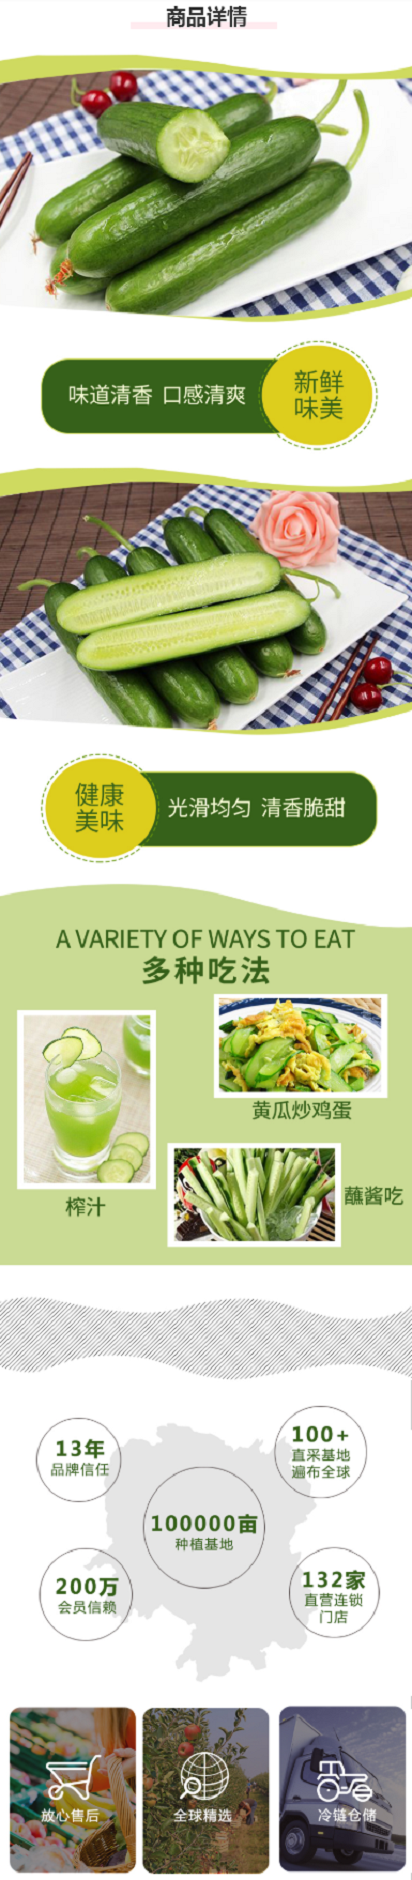 商品详情
味道清香 口感清爽
新鲜
味美
健康
美味
光滑均匀 清香脆甜
A VARIETY OF WAYS TO EAT
多种吃法
黄瓜炒鸡蛋
蘸酱吃
榨汁
13年
品牌信任
100+
直采基地
遍布全球
100000亩
种植基地
200万
会员信赖
132家
直营连锁
门店
放心售后
全球精选
冷链仓储